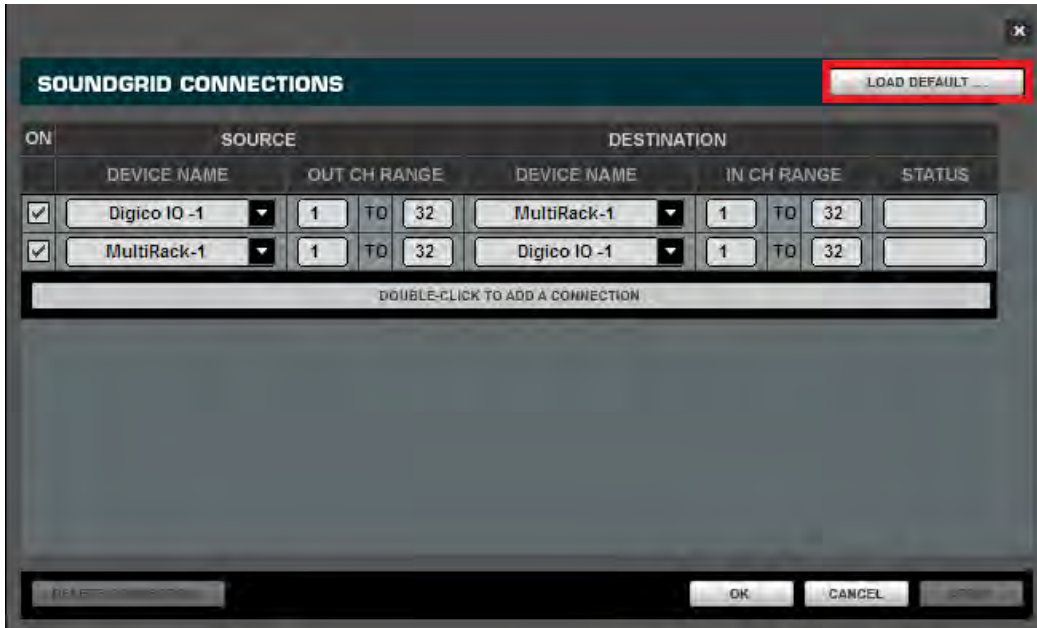 SOUNDGRID CONNECTIONS
LOAD DEFAULT ...
ON SOURCE DESTINATION
DEVICE NAME OUT CH RANGE DEVICE NAME IN CH RANGE STATUS
Digico IO -1 1 TO 32 MultiRack-1 1 TO 32
MultiRack-1 1 TO 32 Digico IO -1 1 TO 32
DOUBLE-CLICK TO ADD A CONNECTION
OK CANCEL